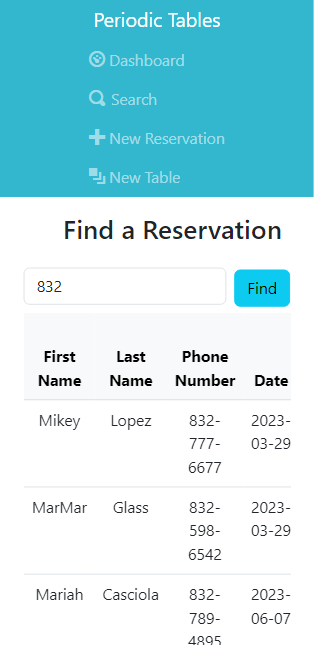 Periodic Tables
Dashboard
Search
New Reservation
New Table
Find a Reservation
832 Find
First Name Last Name Phone Number Date
Mikey Lopez 832-777-6677 2023-03-29
MarMar Glass 832-598-6542 2023-03-29
Mariah Casciola 832-789-4895 2023-06-07